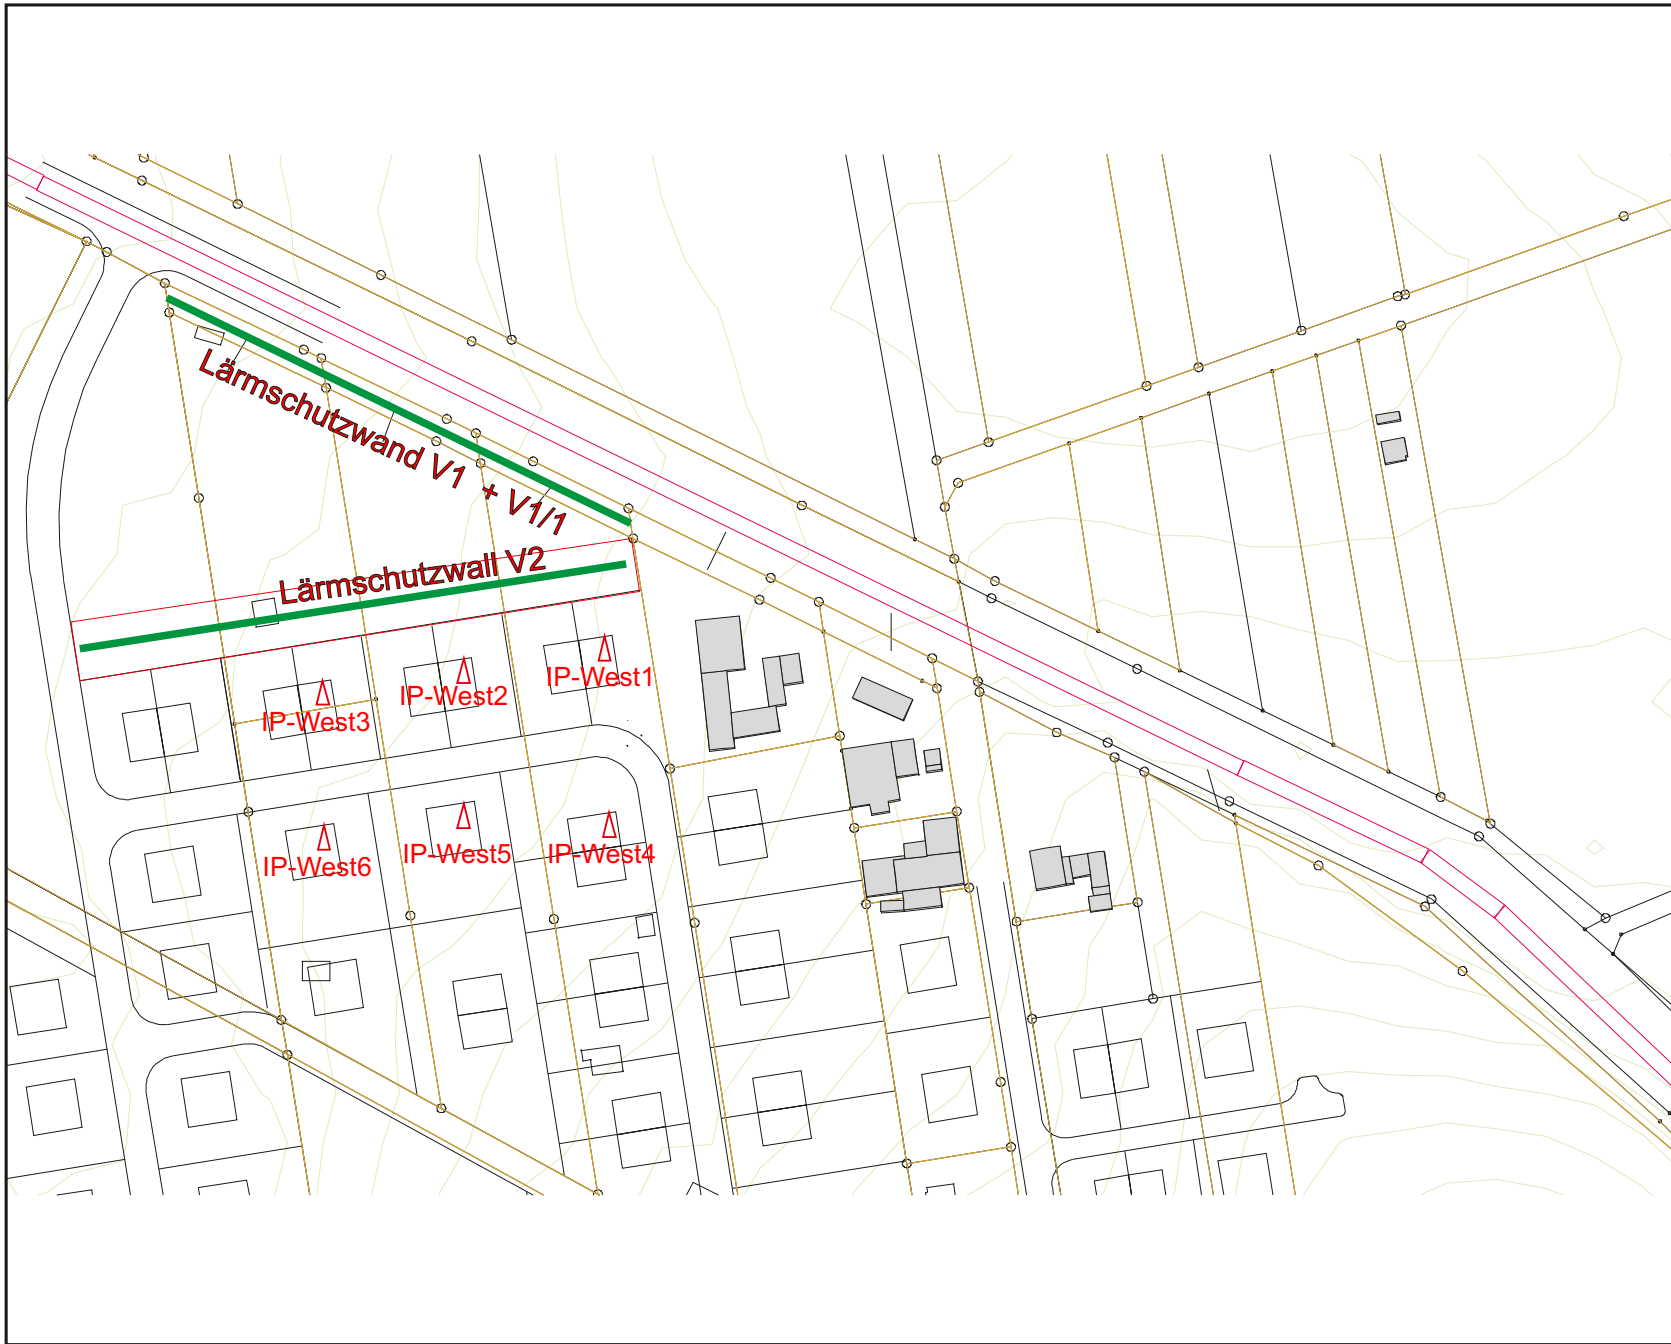 Lärmschutzwand V1 + V1/1
Lärmschutzwall V2
IP-West1
IP-West2
IP-West3
IP-West4
IP-West5
IP-West6